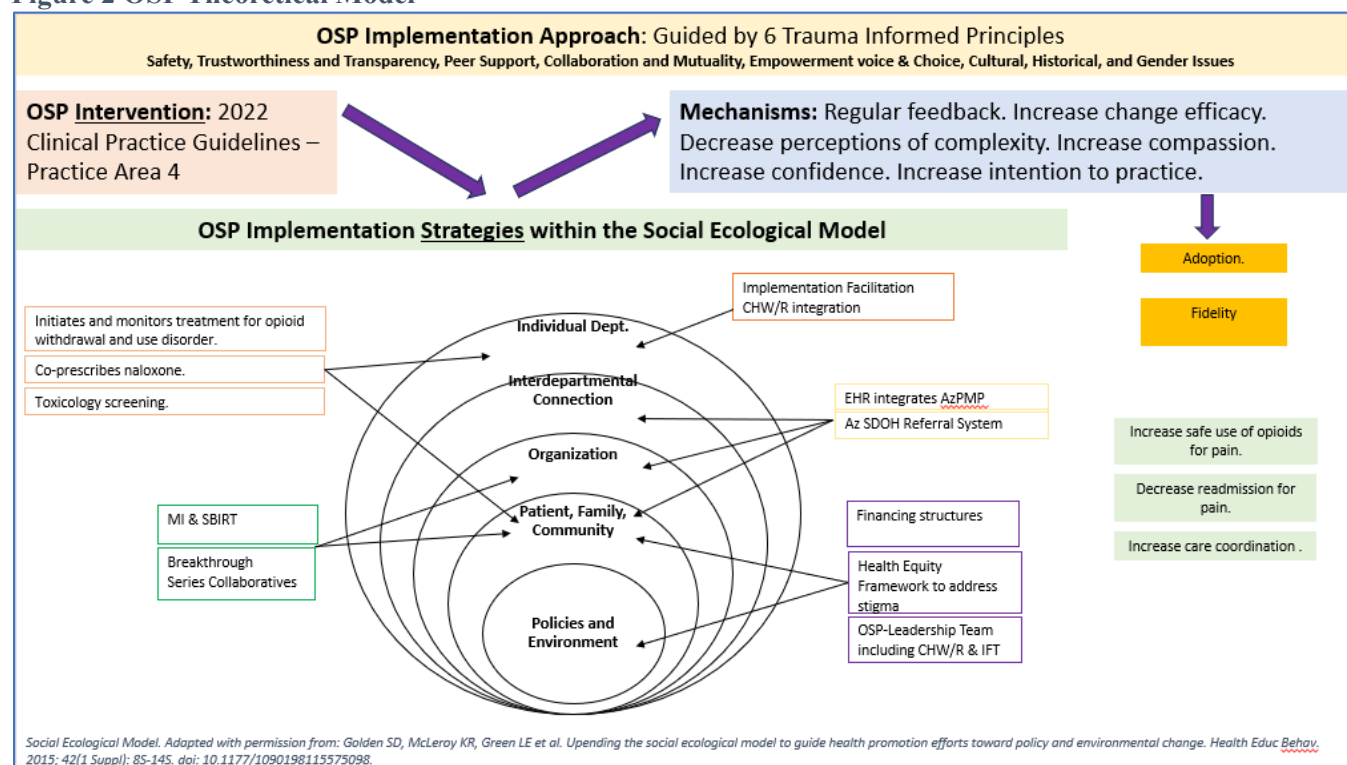 Figure 2 OSP Theoretical Model
OSP Implementation Approach: Guided by 6 Trauma Informed Principles
Safety, Trustworthiness and Transparency, Peer Support, Collaboration and Mutuality, Empowerment voice & Choice, Cultural, Historical, and Gender Issues
OSP Intervention: 2022
Clinical Practice Guidelines –
Practice Area 4
Mechanisms: Regular feedback. Increase change efficacy.
Decrease perceptions of complexity. Increase compassion.
Increase confidence. Increase intention to practice.
OSP Implementation Strategies within the Social Ecological Model
Adoption.
Fidelity
Increase safe use of opioids
for pain.
Decrease readmission for
pain.
Increase care coordination .
Initiates and monitors treatment for opioid
withdrawal and use disorder.
Co-prescribes naloxone.
Toxicology screening.
MI & SBIRT
Breakthrough
Series Collaboratives
Individual Dept.
Interdepartmental
Connection
Organization
Patient, Family,
Community
Policies and
Environment
Implementation Facilitation
CHW/R integration
EHR integrates AzPMP
Az SDOH Referral System
Financing structures
Health Equity
Framework to address
stigma
OSP-Leadership Team
including CHW/R & IFT
Social Ecological Model. Adapted with permission from: Golden SD, McLeroy KR, Green LE et al. Upending the social ecological model to guide health promotion efforts toward policy and environmental change. Health Educ Behav.
2015; 42(1 Suppl): 8S-14S. doi: 10.1177/1090198115575098.